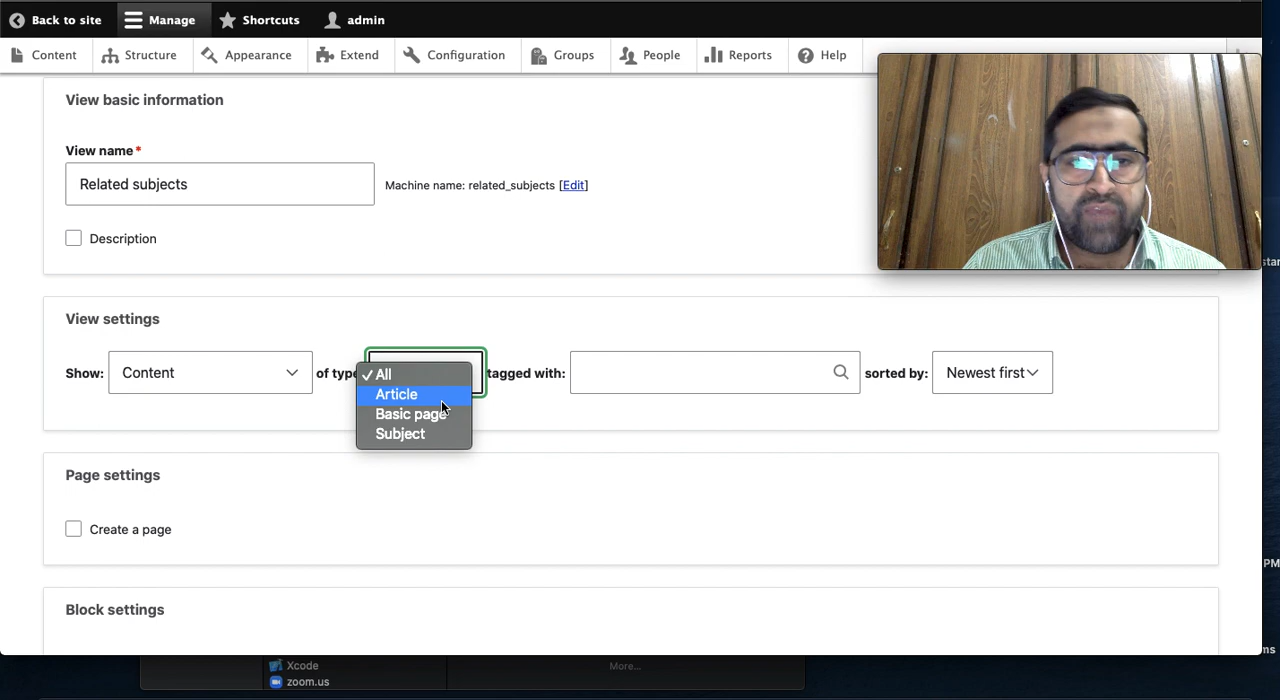 Back to site Manage Shortcuts admin
Content Structure Appearance Extend Configuration Groups People Reports Help
View basic information
View name*
Related subjects Machine name: related_subjects [Edit]
Description
View settings
Show: Content of type All tagged with: sorted by: Newest first
Article
Basic page
Subject
Page settings
Create a page
Block settings
Xcode More...
zoom.us
PM